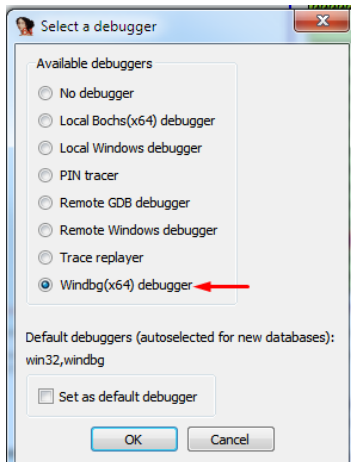 Select a debugger
Available debuggers
No debugger
Local Bochs(x64) debugger
Local Windows debugger
PIN tracer
Remote GDB debugger
Remote Windows debugger
Trace replayer
Windbg(x64) debugger
Default debuggers (autoselected for new databases):
win32,windbg
Set as default debugger
OK Cancel